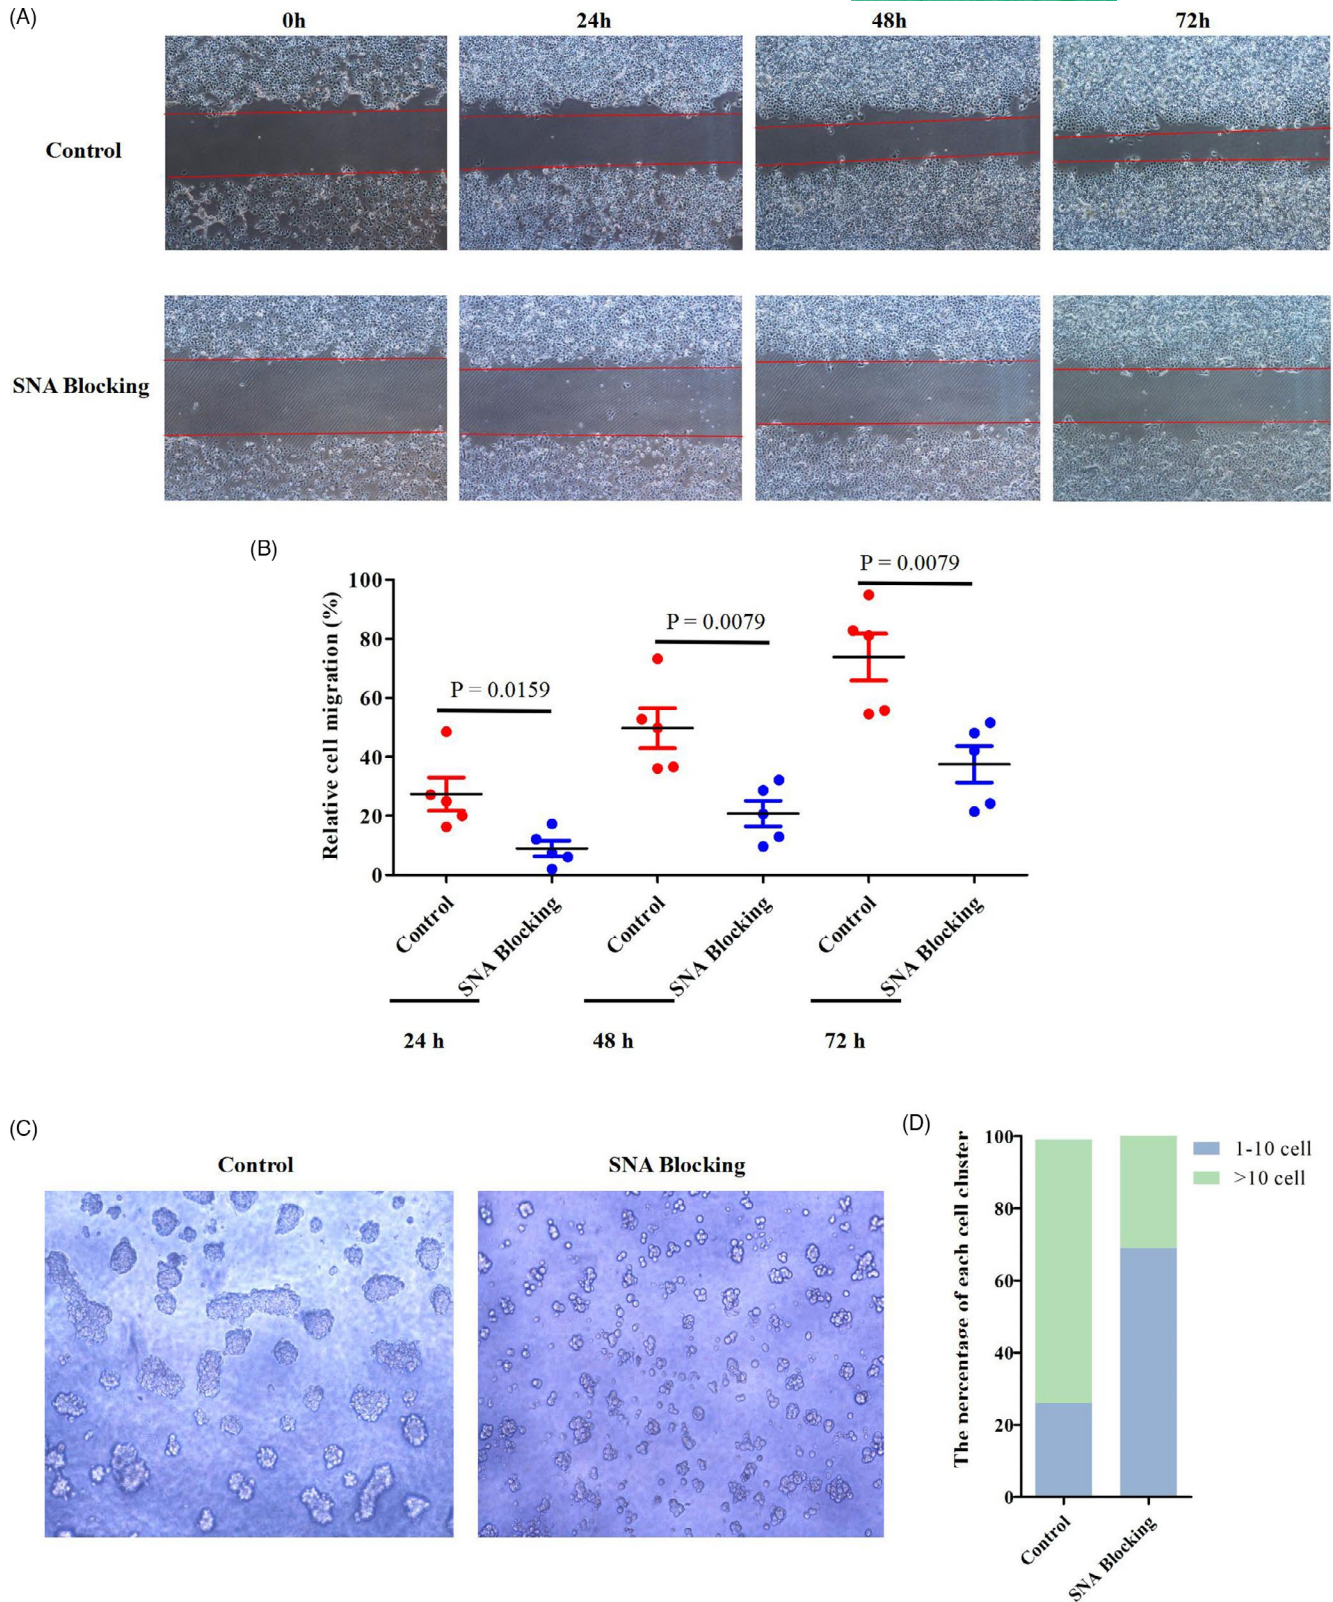 (A)
0h 24h 48h 72h
Control
SNA Blocking
(B)
P = 0.0159
P = 0.0079
P = 0.0079
Relative cell migration (%)
100
80
60
40
20
0
Control SNA Blocking Control SNA Blocking Control SNA Blocking
24 h 48 h 72 h
(C)
Control SNA Blocking
(D)
The percentage of each cell cluster
100
80
60
40
20
0
1-10 cell
>10 cell
Control SNA Blocking